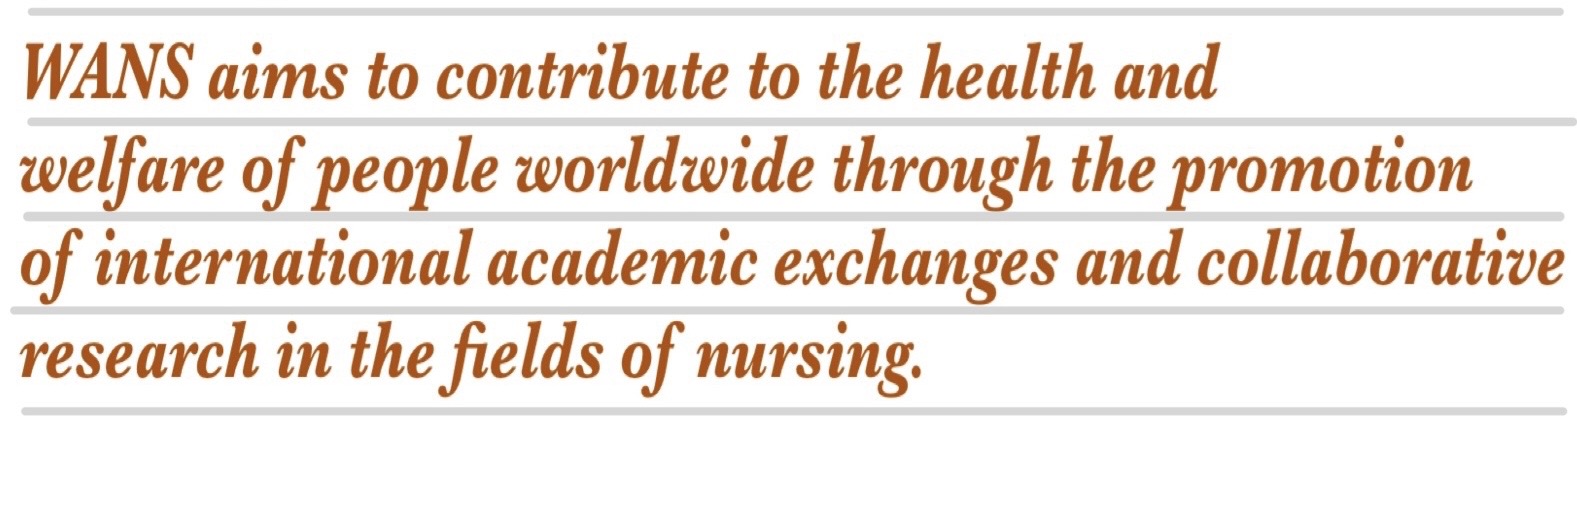 WANS aims to contribute to the health and
welfare of people worldwide through the promotion
of international academic exchanges and collaborative
research in the fields of nursing.